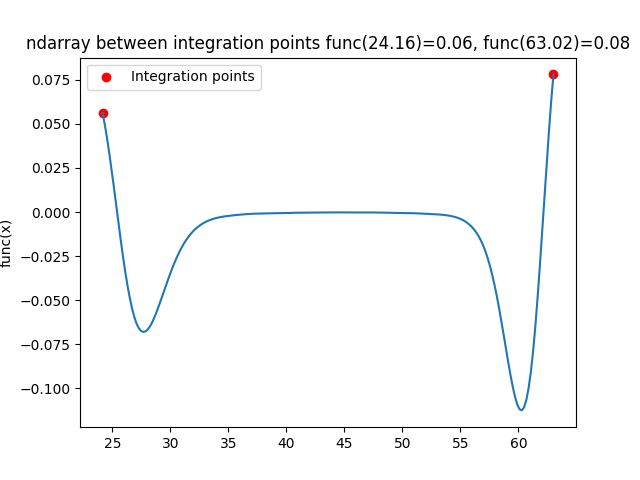 ndarray between integration points func(24.16)=0.06, func(63.02)=0.08
Integration points
func(x)
0.075
0.050
0.025
0.000
−0.025
−0.050
−0.075
−0.100
25 30 35 40 45 50 55 60